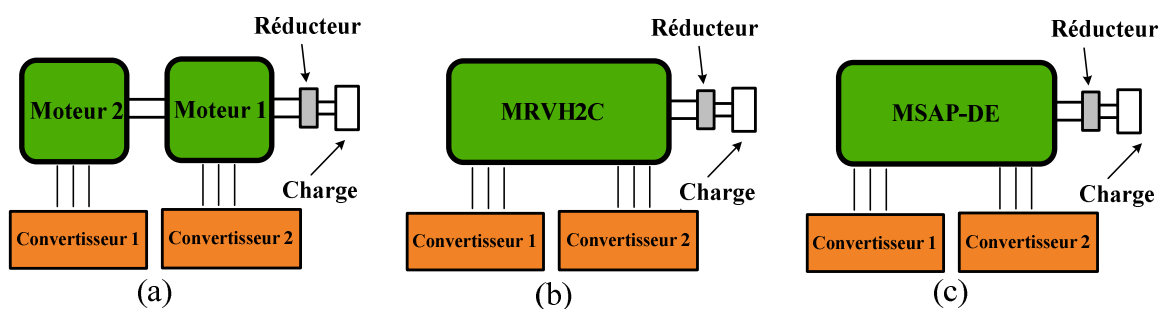 Réducteur
Moteur 2
Moteur 1
Charge
Convertisseur 1
Convertisseur 2
(a)
Réducteur
MRVH2C
Charge
Convertisseur 1
Convertisseur 2
(b)
Réducteur
MSAP-DE
Charge
Convertisseur 1
Convertisseur 2
(c)